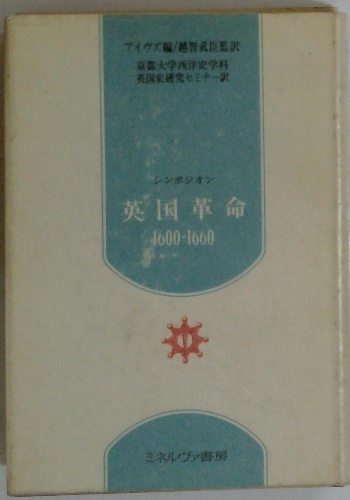 アイヴズ編/越智武臣監訳
京都大学西洋史学科
英国史研究セミナー訳
シンポジオン
英国革命
1600-1660
ミネルヴァ書房